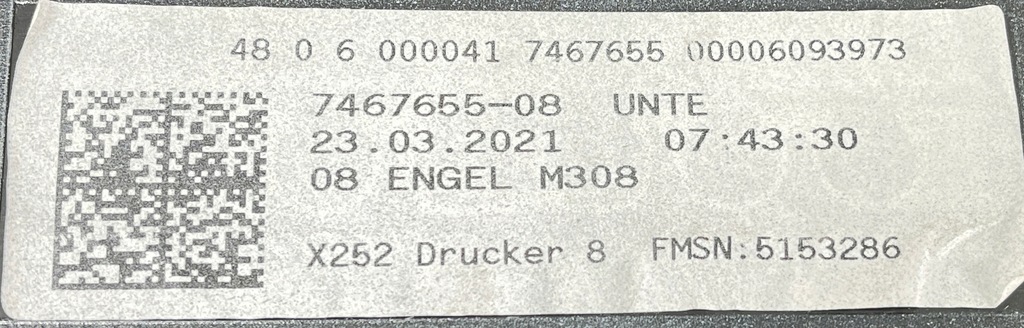 48 0 6 000041 7467655 00006093973
7467655-08 UNTE
23.03.2021 07:43:30
08 ENGEL M308
X252 Drucker 8 FMSN:5153286